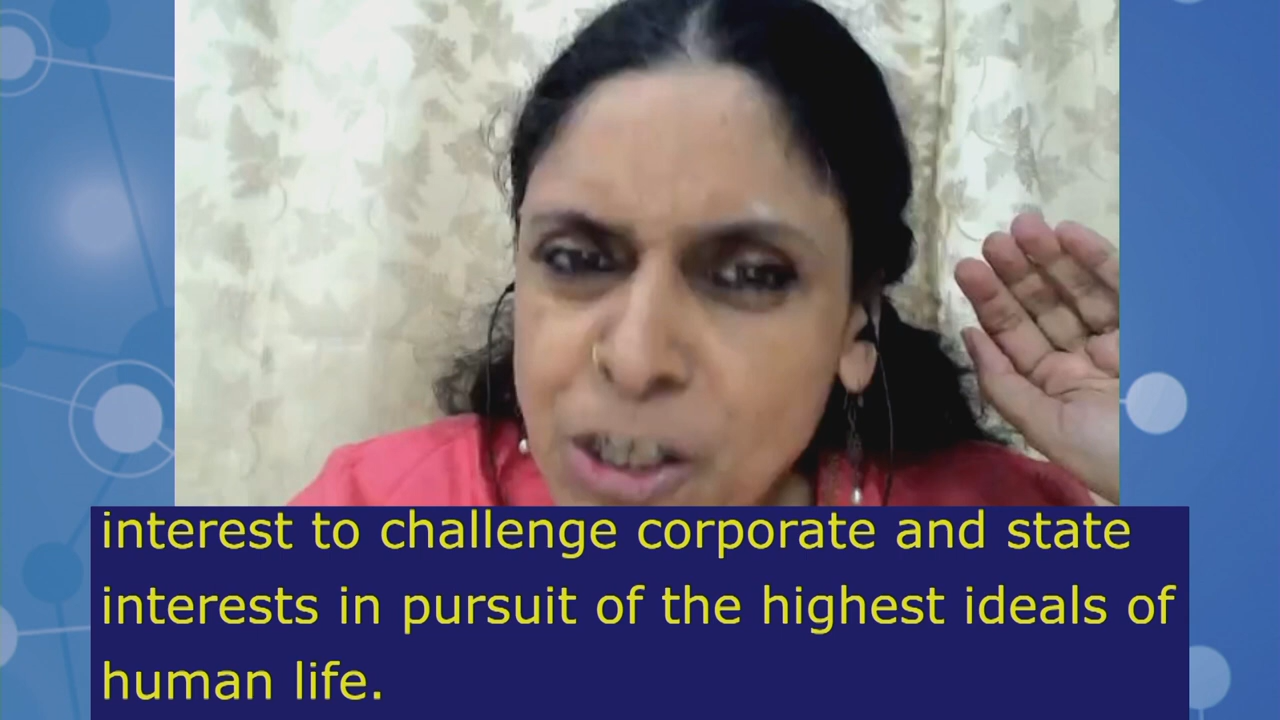 interest to challenge corporate and state
interests in pursuit of the highest ideals of
human life.